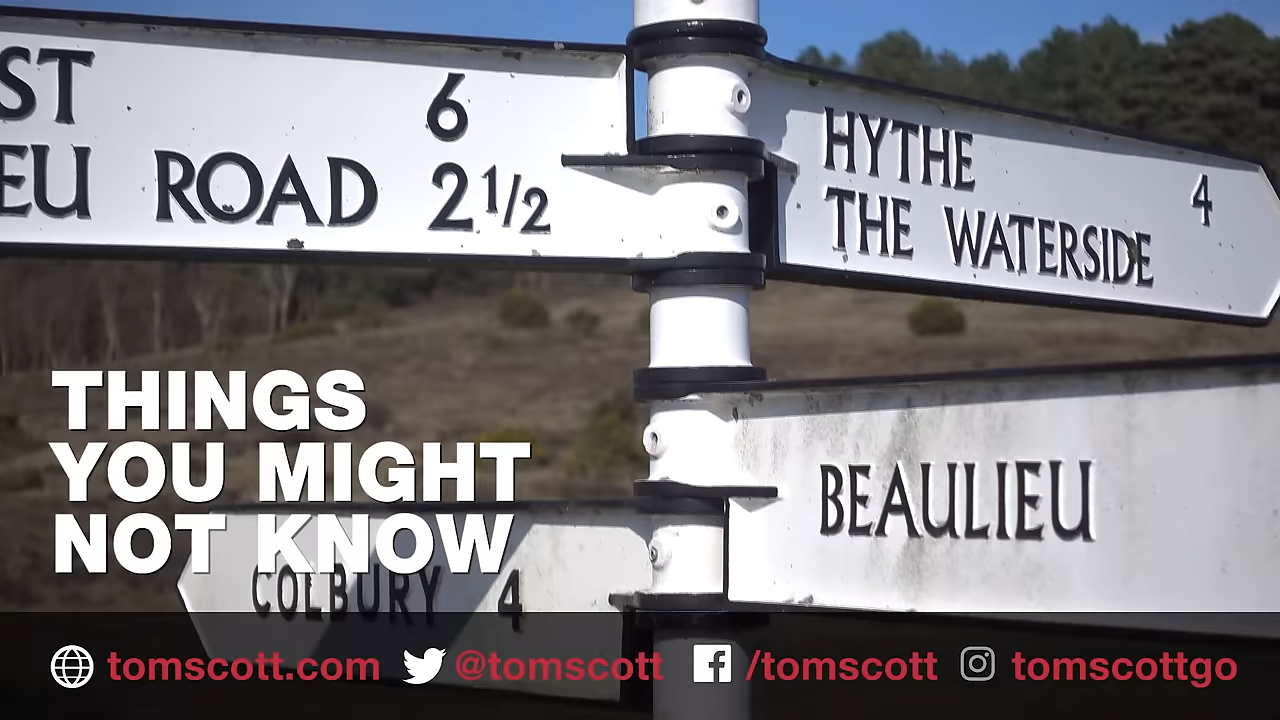 ST 6
EU ROAD 2 1/2
HYTHE 4
THE WATERSIDE
BEAULIEU
COLBURY 4
THINGS
YOU MIGHT
NOT KNOW
tomscott.com @tomscott /tomscott tomscottgo